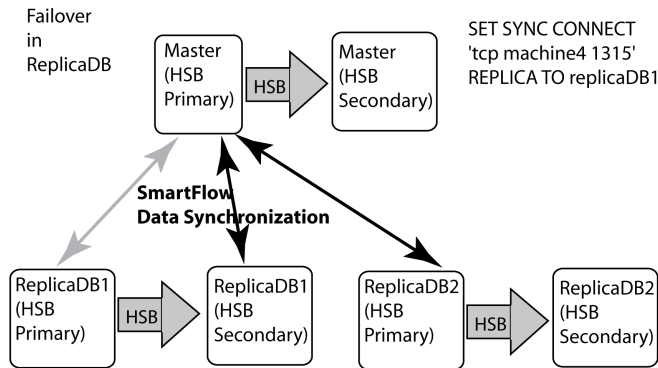 Failover
in
ReplicaDB
SET SYNC CONNECT
'tcp machine4 1315'
REPLICA TO replicaDB1
Master
(HSB
Primary)
HSB
Master
(HSB
Secondary)
SmartFlow
Data Synchronization
ReplicaDB1
(HSB
Primary)
HSB
ReplicaDB1
(HSB
Secondary)
ReplicaDB2
(HSB
Primary)
HSB
ReplicaDB2
(HSB
Secondary)